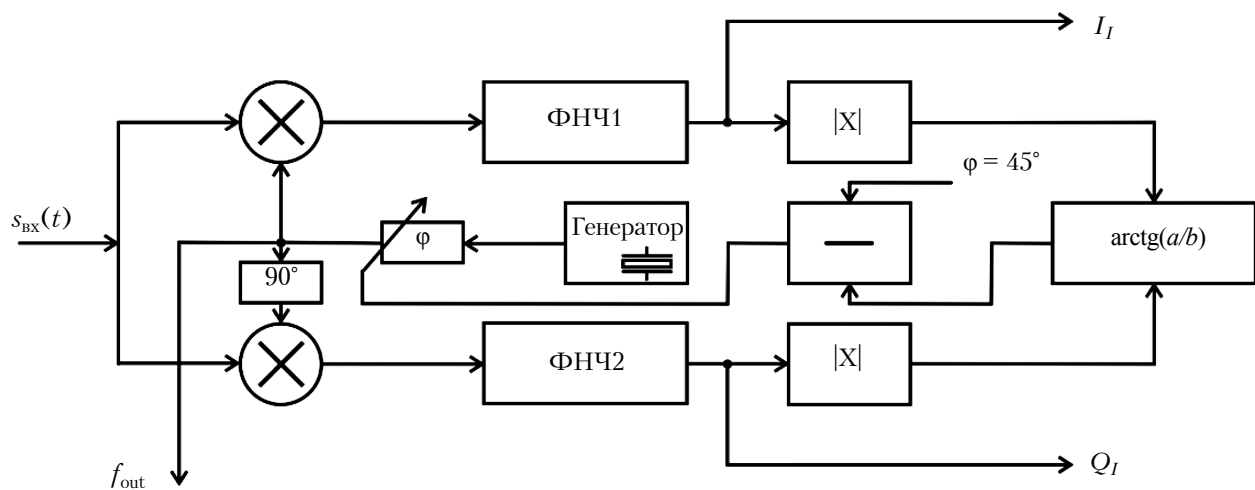 I_I
ФНЧ1
|X|
φ = 45°
s_вх(t)
φ
Генератор
arctg(a/b)
90°
ФНЧ2
|X|
f_out
Q_I